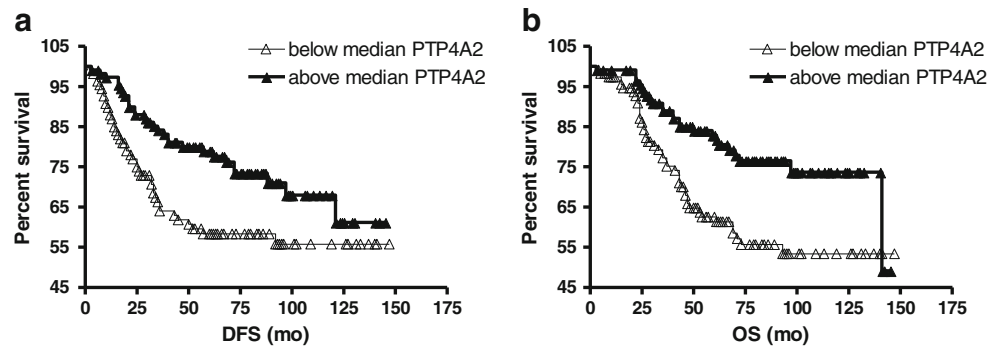 a
below median PTP4A2
above median PTP4A2
Percent survival
105
95
85
75
65
55
45
0 25 50 75 100 125 150 175
DFS (mo)
b
below median PTP4A2
above median PTP4A2
Percent survival
105
95
85
75
65
55
45
0 25 50 75 100 125 150 175
OS (mo)